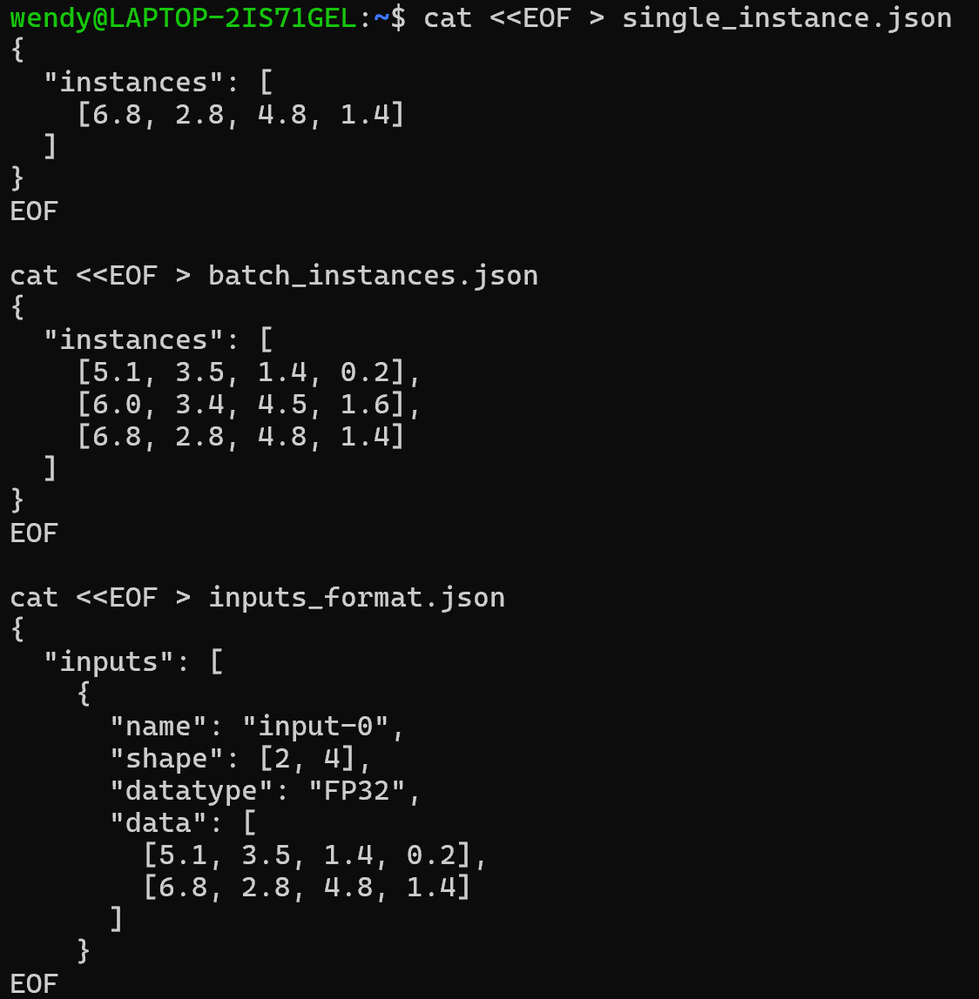 wendy@LAPTOP-2IS71GEL:~$ cat <<EOF > single_instance.json
{
  "instances": [
    [6.8, 2.8, 4.8, 1.4]
  ]
}
EOF

cat <<EOF > batch_instances.json
{
  "instances": [
    [5.1, 3.5, 1.4, 0.2],
    [6.0, 3.4, 4.5, 1.6],
    [6.8, 2.8, 4.8, 1.4]
  ]
}
EOF

cat <<EOF > inputs_format.json
{
  "inputs": [
    {
      "name": "input-0",
      "shape": [2, 4],
      "datatype": "FP32",
      "data": [
        [5.1, 3.5, 1.4, 0.2],
        [6.8, 2.8, 4.8, 1.4]
      ]
    }
EOF